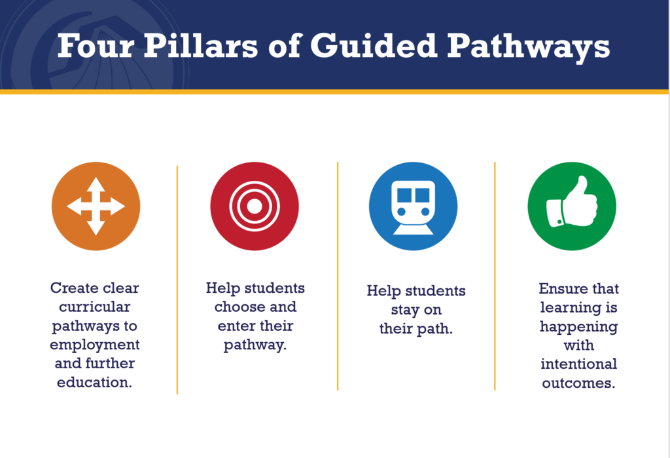 Four Pillars of Guided Pathways
Create clear
curricular
pathways to
employment
and further
education.
Help students
choose and
enter their
pathway.
Help students
stay on
their path.
Ensure that
learning is
happening
with
intentional
outcomes.